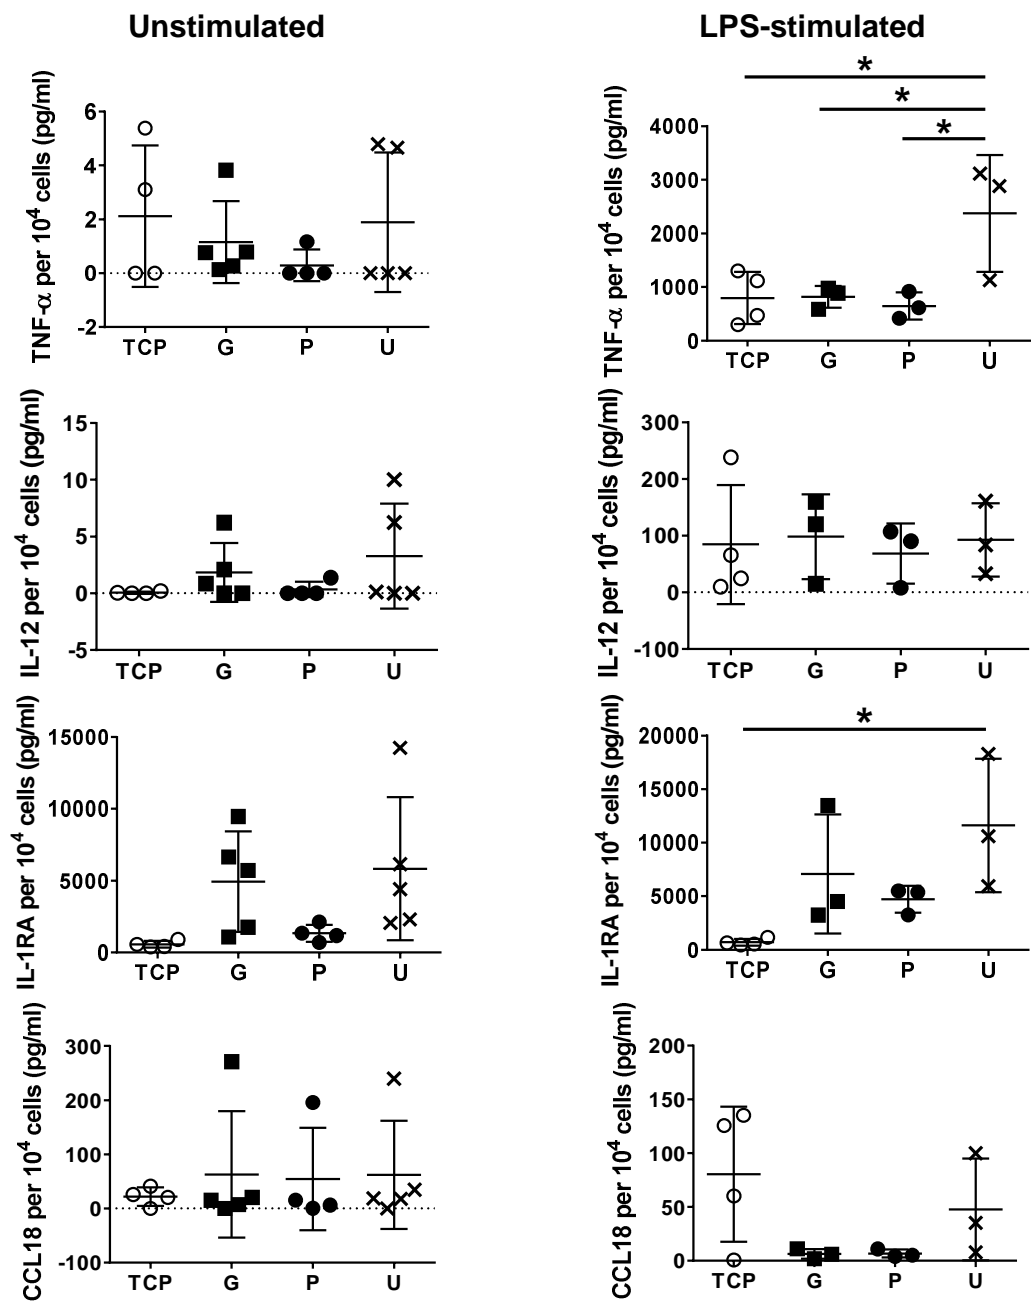 Unstimulated
LPS-stimulated
TNF-α per 10⁴ cells (pg/ml)
6
4
2
0
-2
TCP G P U
TNF-α per 10⁴ cells (pg/ml)
* 
*
*
4000
3000
2000
1000
0
TCP G P U
IL-12 per 10⁴ cells (pg/ml)
15
10
5
0
-5
TCP G P U
IL-12 per 10⁴ cells (pg/ml)
300
200
100
0
-100
TCP G P U
IL-1RA per 10⁴ cells (pg/ml)
15000
10000
5000
0
TCP G P U
IL-1RA per 10⁴ cells (pg/ml)
*
20000
15000
10000
5000
0
TCP G P U
CCL18 per 10⁴ cells (pg/ml)
300
200
100
0
-100
TCP G P U
CCL18 per 10⁴ cells (pg/ml)
200
150
100
50
0
TCP G P U